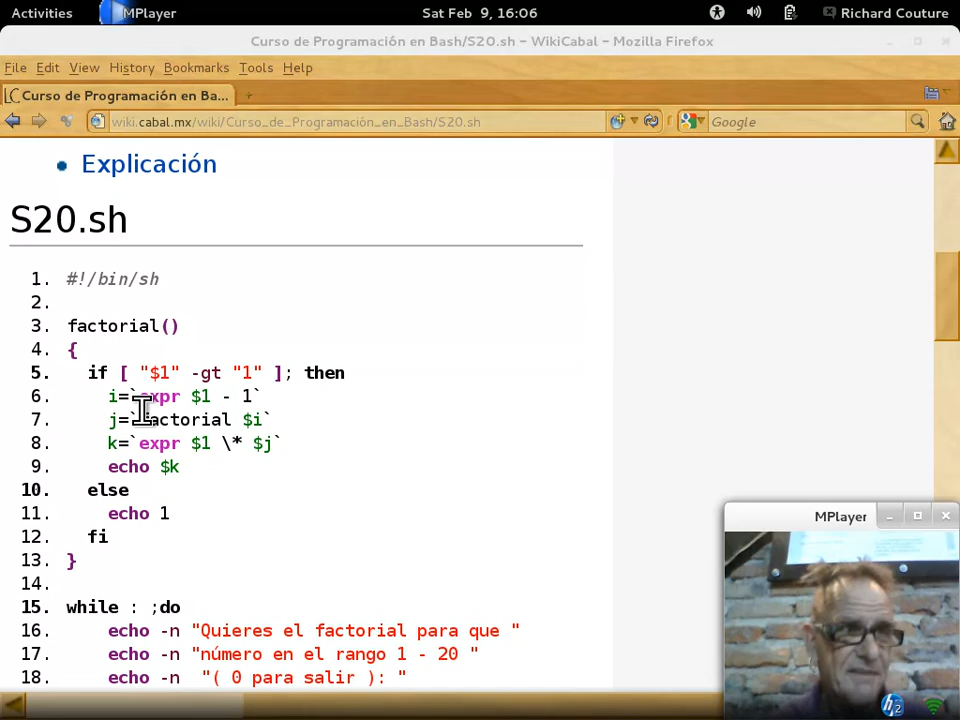 Activities MPlayer Sat Feb 9, 16:06 Richard Couture
Curso de Programación en Bash/S20.sh - WikiCabal - Mozilla Firefox
File Edit View History Bookmarks Tools Help
Curso de Programación en Ba...
wiki.cabal.mx/wiki/Curso_de_Programación_en_Bash/S20.sh Google
Explicación
S20.sh
1. #!/bin/sh
2.
3. factorial()
4. {
5. if [ "$1" -gt "1" ]; then
6. i=`expr $1 - 1`
7. j=`factorial $i`
8. k=`expr $1 \* $j`
9. echo $k
10. else
11. echo 1
12. fi
13. }
14.
15. while : ;do
16. echo -n "Quieres el factorial para que "
17. echo -n "número en el rango 1 - 20 "
18. echo -n "( 0 para salir ): "
MPlayer